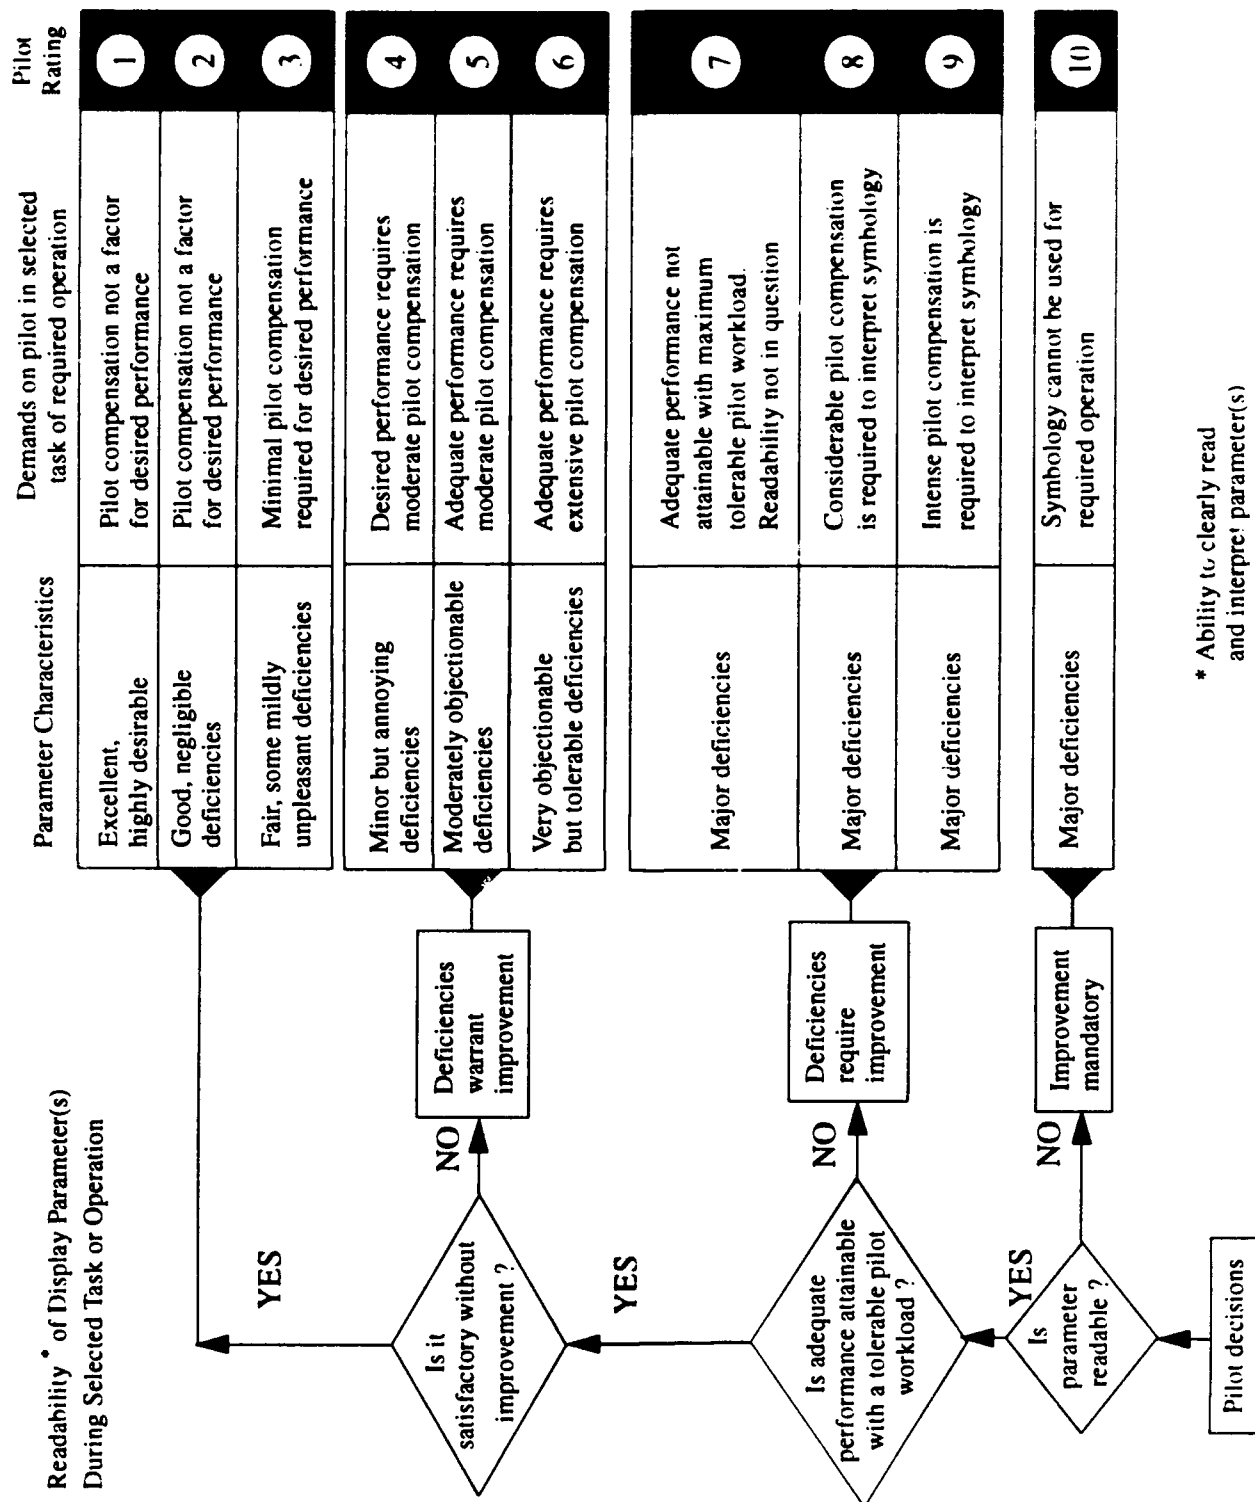 Readability * of Display Parameter(s)
During Selected Task or Operation
Parameter Characteristics
Demands on pilot in selected
task of required operation
Pilot
Rating
Excellent,
highly desirable
Pilot compensation not a factor
for desired performance
1
Good, negligible
deficiencies
Pilot compensation not a factor
for desired performance
2
Fair, some mildly
unpleasant deficiencies
Minimal pilot compensation
required for desired performance
3
YES
Is it
satisfactory without
improvement ?
NO
Deficiencies
warrant
improvement
Minor but annoying
deficiencies
Desired performance requires
moderate pilot compensation
4
Moderately objectionable
deficiencies
Adequate performance requires
moderate pilot compensation
5
Very objectionable
but tolerable deficiencies
Adequate performance requires
extensive pilot compensation
6
YES
Is adequate
performance attainable
with a tolerable pilot
workload ?
NO
Deficiencies
require
improvement
Major deficiencies
Adequate performance not
attainable with maximum
tolerable pilot workload.
Readability not in question
7
Major deficiencies
Considerable pilot compensation
is required to interpret symbology
8
Major deficiencies
Intense pilot compensation is
required to interpret symbology
9
YES
Is
parameter
readable ?
NO
Improvement
mandatory
Major deficiencies
Symbology cannot be used for
required operation
10
Pilot decisions
* Ability to clearly read
and interpret parameter(s)